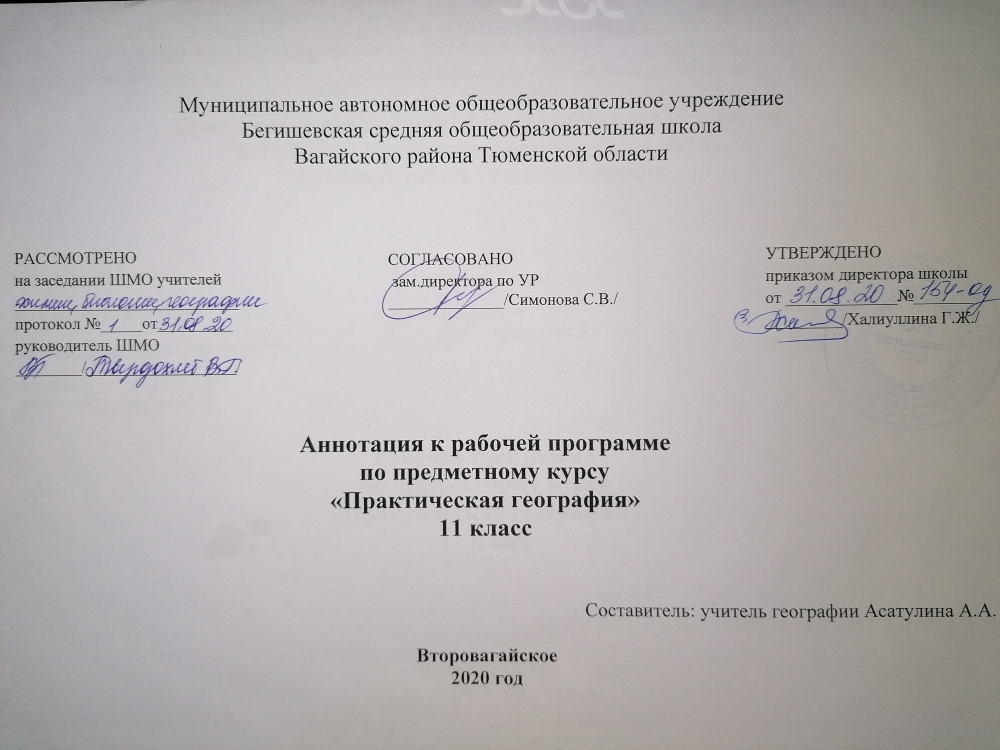 Муниципальное автономное общеобразовательное учреждение
Бегишевская средняя общеобразовательная школа
Вагайского района Тюменской области
РАССМОТРЕНО
на заседании ШМО учителей
химии, биологии, географии
протокол № 1 от 31.08.20
руководитель ШМО
/Твердохлеб В.П.
СОГЛАСОВАНО
зам.директора по УР
/Симонова С.В./
УТВЕРЖДЕНО
приказом директора школы
от 31.08.20 № 154-од
/Халиуллина Г.Ж./
Аннотация к рабочей программе
по предметному курсу
«Практическая география»
11 класс
Составитель: учитель географии Асатулина А.А.
Второвагайское
2020 год